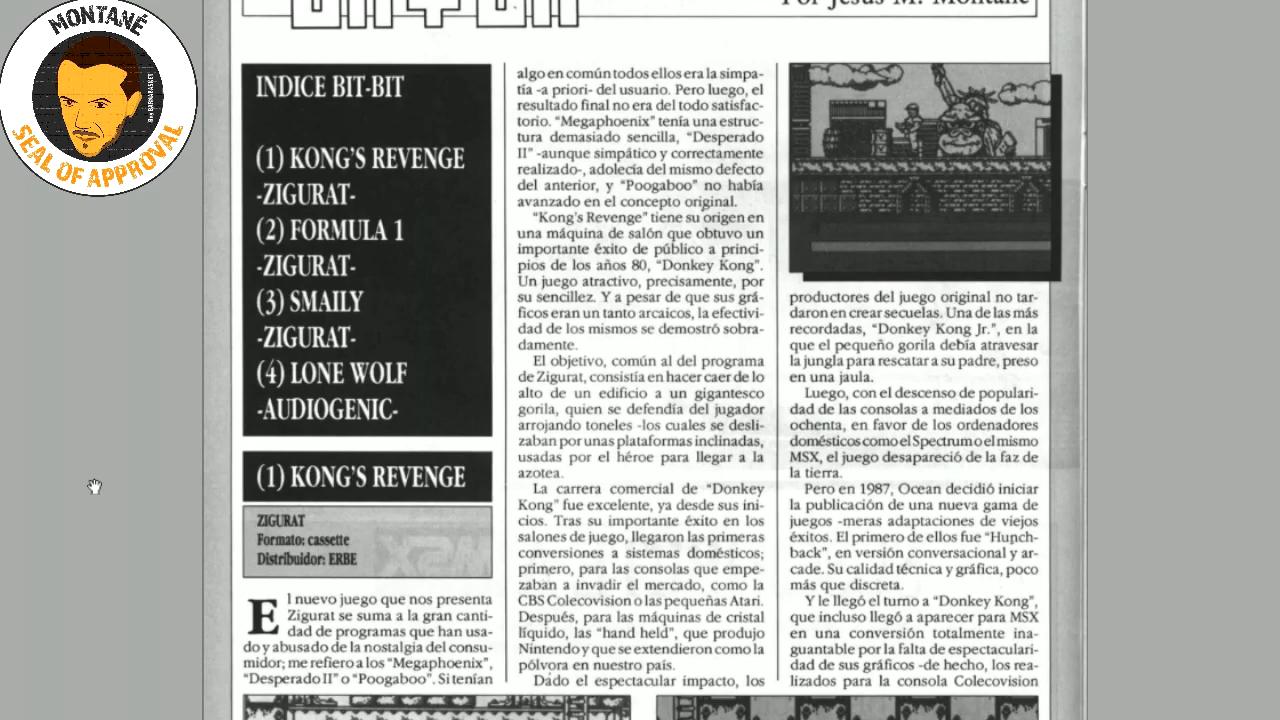 MONTANÉ
SEAL OF APPROVAL
Por Jesús M. Montané
INDICE BIT-BIT
(1) KONG'S REVENGE
-ZIGURAT-
(2) FORMULA 1
-ZIGURAT-
(3) SMAILY
-ZIGURAT-
(4) LONE WOLF
-AUDIOGENIC-
(1) KONG'S REVENGE
ZIGURAT
Formato: cassette
Distribuidor: ERBE
El nuevo juego que nos presenta
Zigurat se suma a la gran canti-
dad de programas que han usa-
do y abusado de la nostalgia del consu-
midor; me refiero a los “Megaphoenix”,
“Desperado II” o “Poogaboo”. Si tenían
algo en común todos ellos era la simpa-
tía -a priori- del usuario. Pero luego, el
resultado final no era del todo satisfac-
torio. “Megaphoenix” tenía una estruc-
tura demasiado sencilla, “Desperado
II” -aunque simpático y correctamente
realizado-, adolecía del mismo defecto
del anterior, y “Poogaboo” no había
avanzado en el concepto original.
“Kong's Revenge” tiene su origen en
una máquina de salón que obtuvo un
importante éxito de público a princi-
pios de los años 80, “Donkey Kong”.
Un juego atractivo, precisamente, por
su sencillez. Y a pesar de que sus grá-
ficos eran un tanto arcaicos, la efectivi-
dad de los mismos se demostró sobra-
damente.
El objetivo, común al del programa
de Zigurat, consistía en hacer caer de lo
alto de un edificio a un gigantesco
gorila, quien se defendía del jugador
arrojando toneles -los cuales se desli-
zaban por unas plataformas inclinadas,
usadas por el héroe para llegar a la
azotea.
La carrera comercial de “Donkey
Kong” fue excelente, ya desde sus ini-
cios. Tras su importante éxito en los
salones de juego, llegaron las primeras
conversiones a sistemas domésticos;
primero, para las consolas que empe-
zaban a invadir el mercado, como la
CBS Colecovision o las pequeñas Atari.
Después, para las máquinas de cristal
líquido, las “hand held”, que produjo
Nintendo y que se extendieron como la
pólvora en nuestro país.
Dado el espectacular impacto, los
productores del juego original no tar-
daron en crear secuelas. Una de las más
recordadas, “Donkey Kong Jr.”, en la
que el pequeño gorila debía atravesar
la jungla para rescatar a su padre, preso
en una jaula.
Luego, con el descenso de populari-
dad de las consolas a mediados de los
ochenta, en favor de los ordenadores
domésticos como el Spectrum o el mismo
MSX, el juego desapareció de la faz de
la tierra.
Pero en 1987, Ocean decidió iniciar
la publicación de una nueva gama de
juegos -meras adaptaciones de viejos
éxitos. El primero de ellos fue “Hunch-
back”, en versión conversacional y ar-
cade. Su calidad técnica y gráfica, poco
más que discreta.
Y le llegó el turno a “Donkey Kong”,
que incluso llegó a aparecer para MSX
en una conversión totalmente ina-
guantable por la falta de espectaculari-
dad de sus gráficos -de hecho, los rea-
lizados para la consola Colecovision